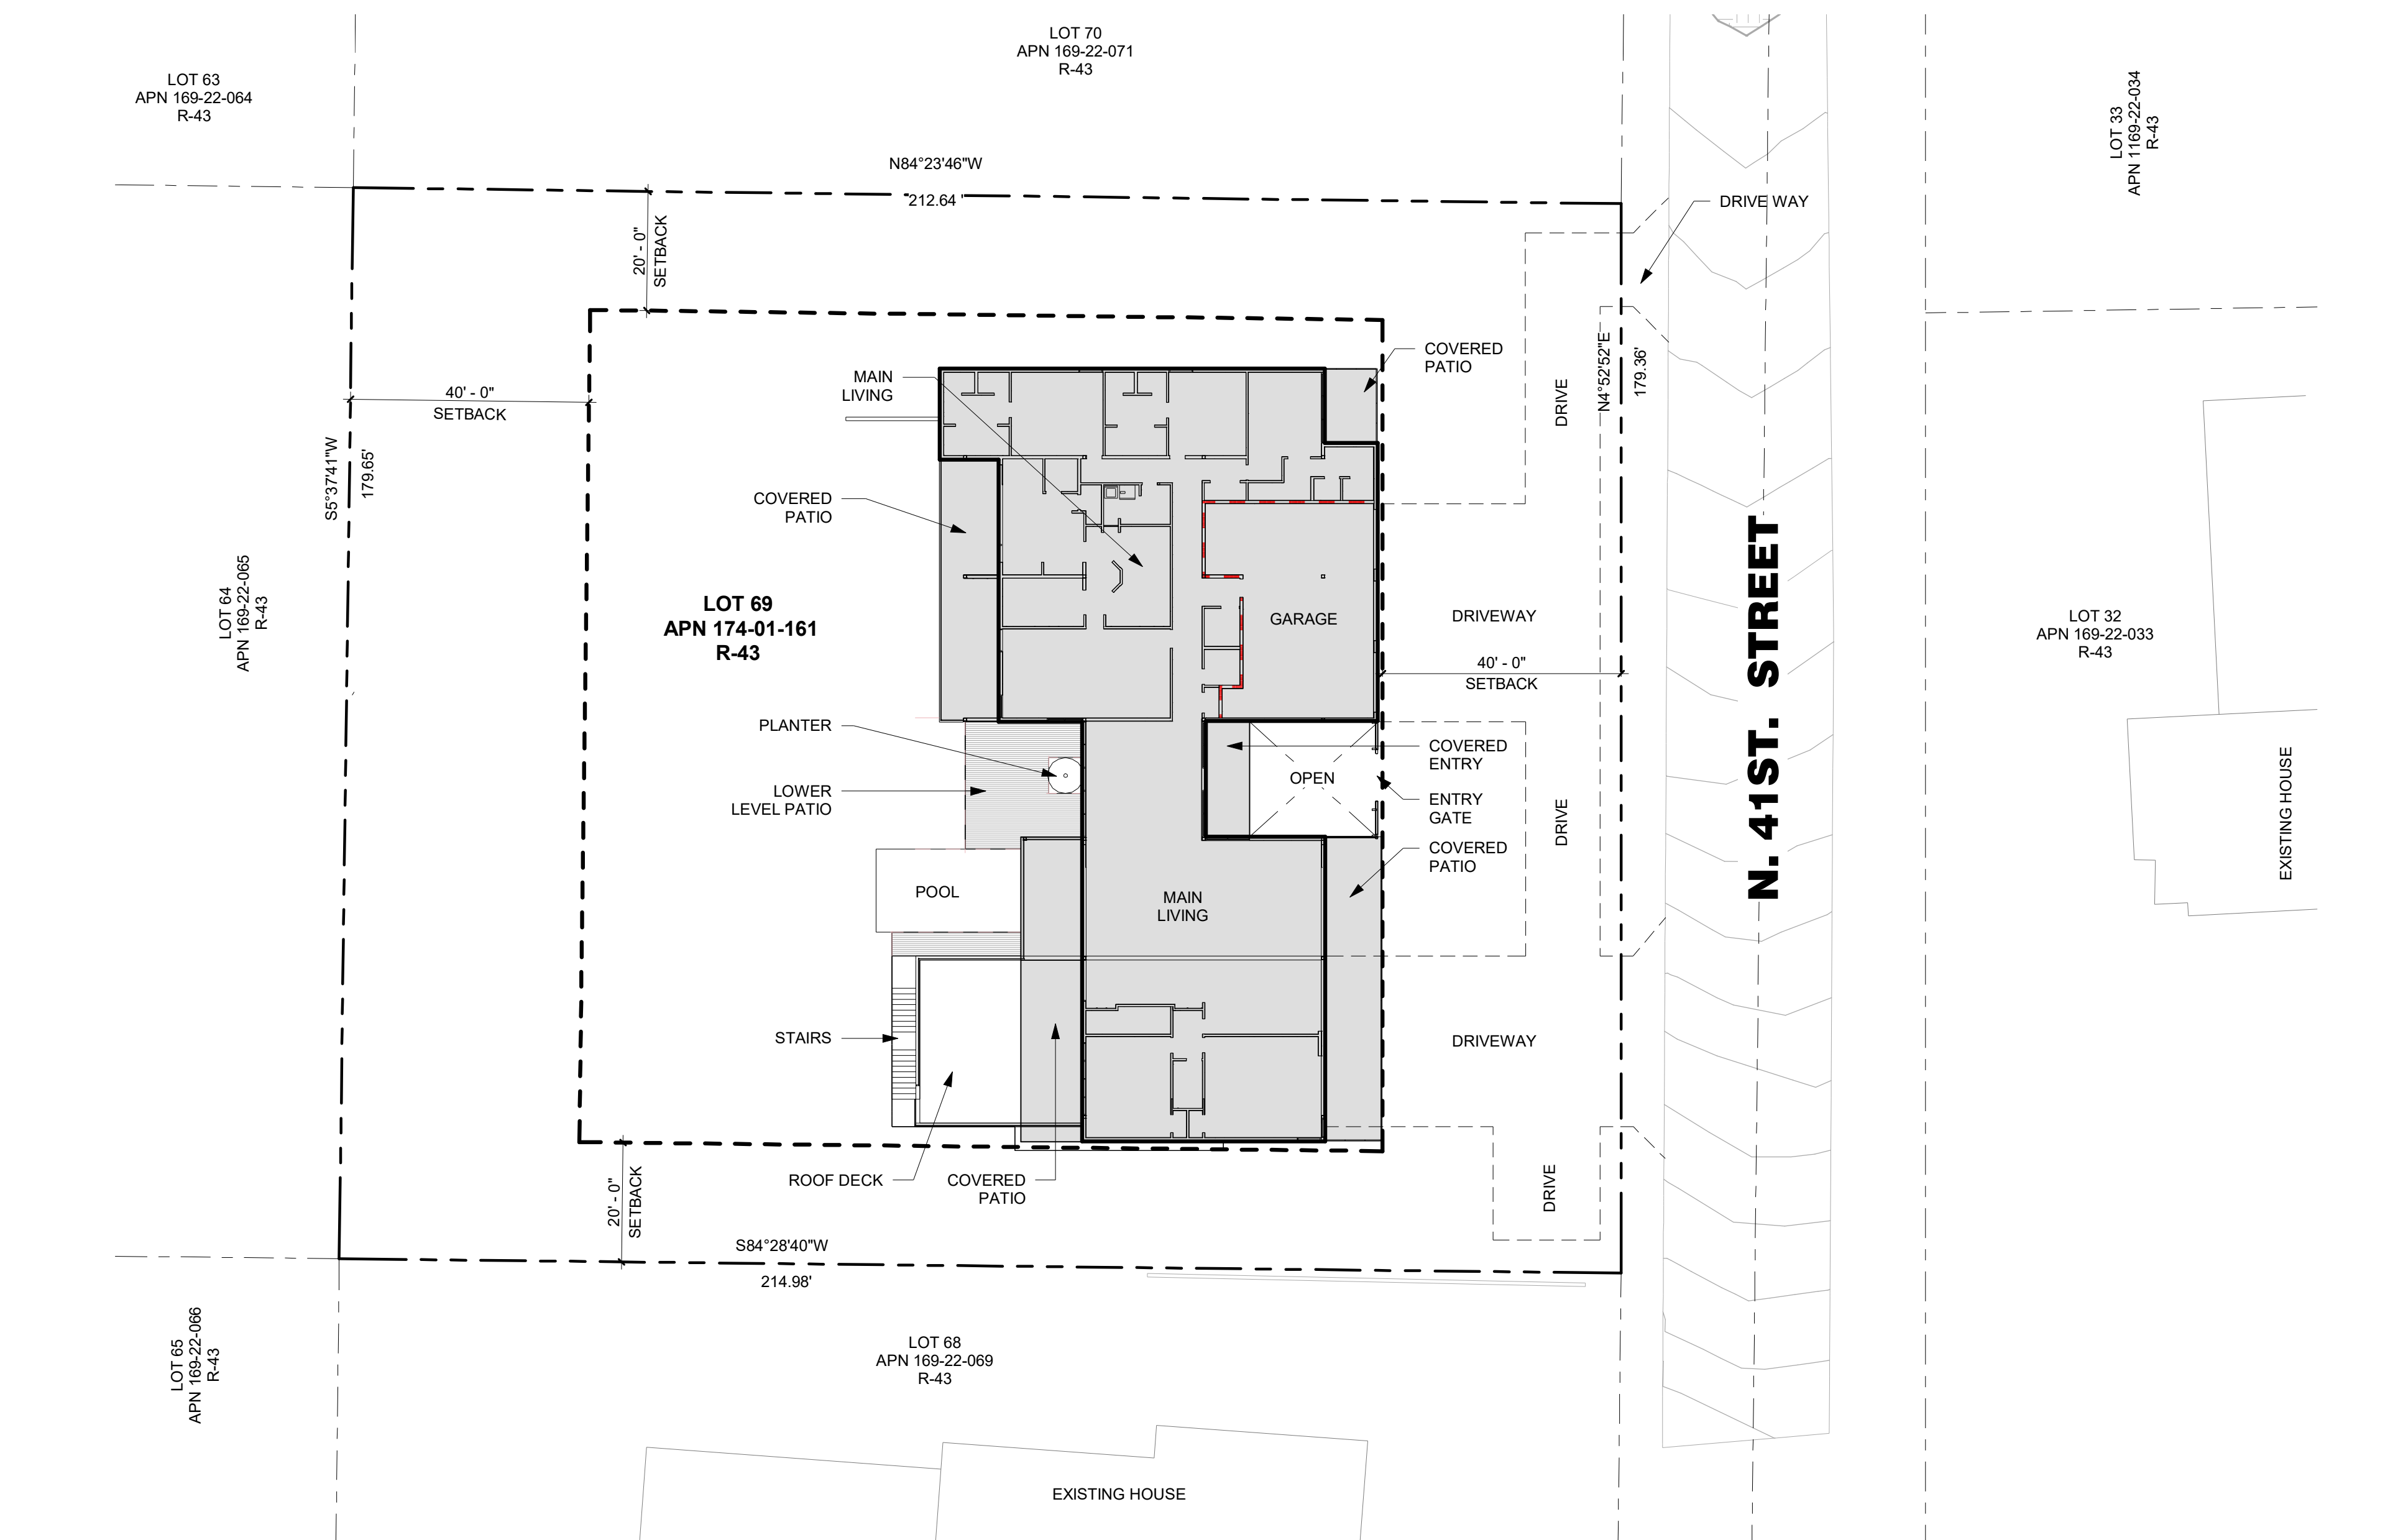 LOT 70
APN 169-22-071
R-43
LOT 63
APN 169-22-064
R-43
LOT 33
APN 1169-22-034
R-43
N84°23'46"W
212.64 '
DRIVE WAY
20' - 0"
SETBACK
COVERED
PATIO
MAIN
LIVING
40' - 0"
SETBACK
N4°52'52"E
179.36'
DRIVE
S5°37'41"W
179.65'
COVERED
PATIO
LOT 64
APN 169-22-065
R-43
LOT 69
APN 174-01-161
R-43
GARAGE
DRIVEWAY
40' - 0"
SETBACK
N. 41ST. STREET
LOT 32
APN 169-22-033
R-43
PLANTER
LOWER
LEVEL PATIO
COVERED
ENTRY
OPEN
ENTRY
GATE
DRIVE
COVERED
PATIO
EXISTING HOUSE
POOL
MAIN
LIVING
STAIRS
DRIVEWAY
ROOF DECK
COVERED
PATIO
DRIVE
20' - 0"
SETBACK
S84°28'40"W
214.98'
LOT 65
APN 169-22-066
R-43
LOT 68
APN 169-22-069
R-43
EXISTING HOUSE